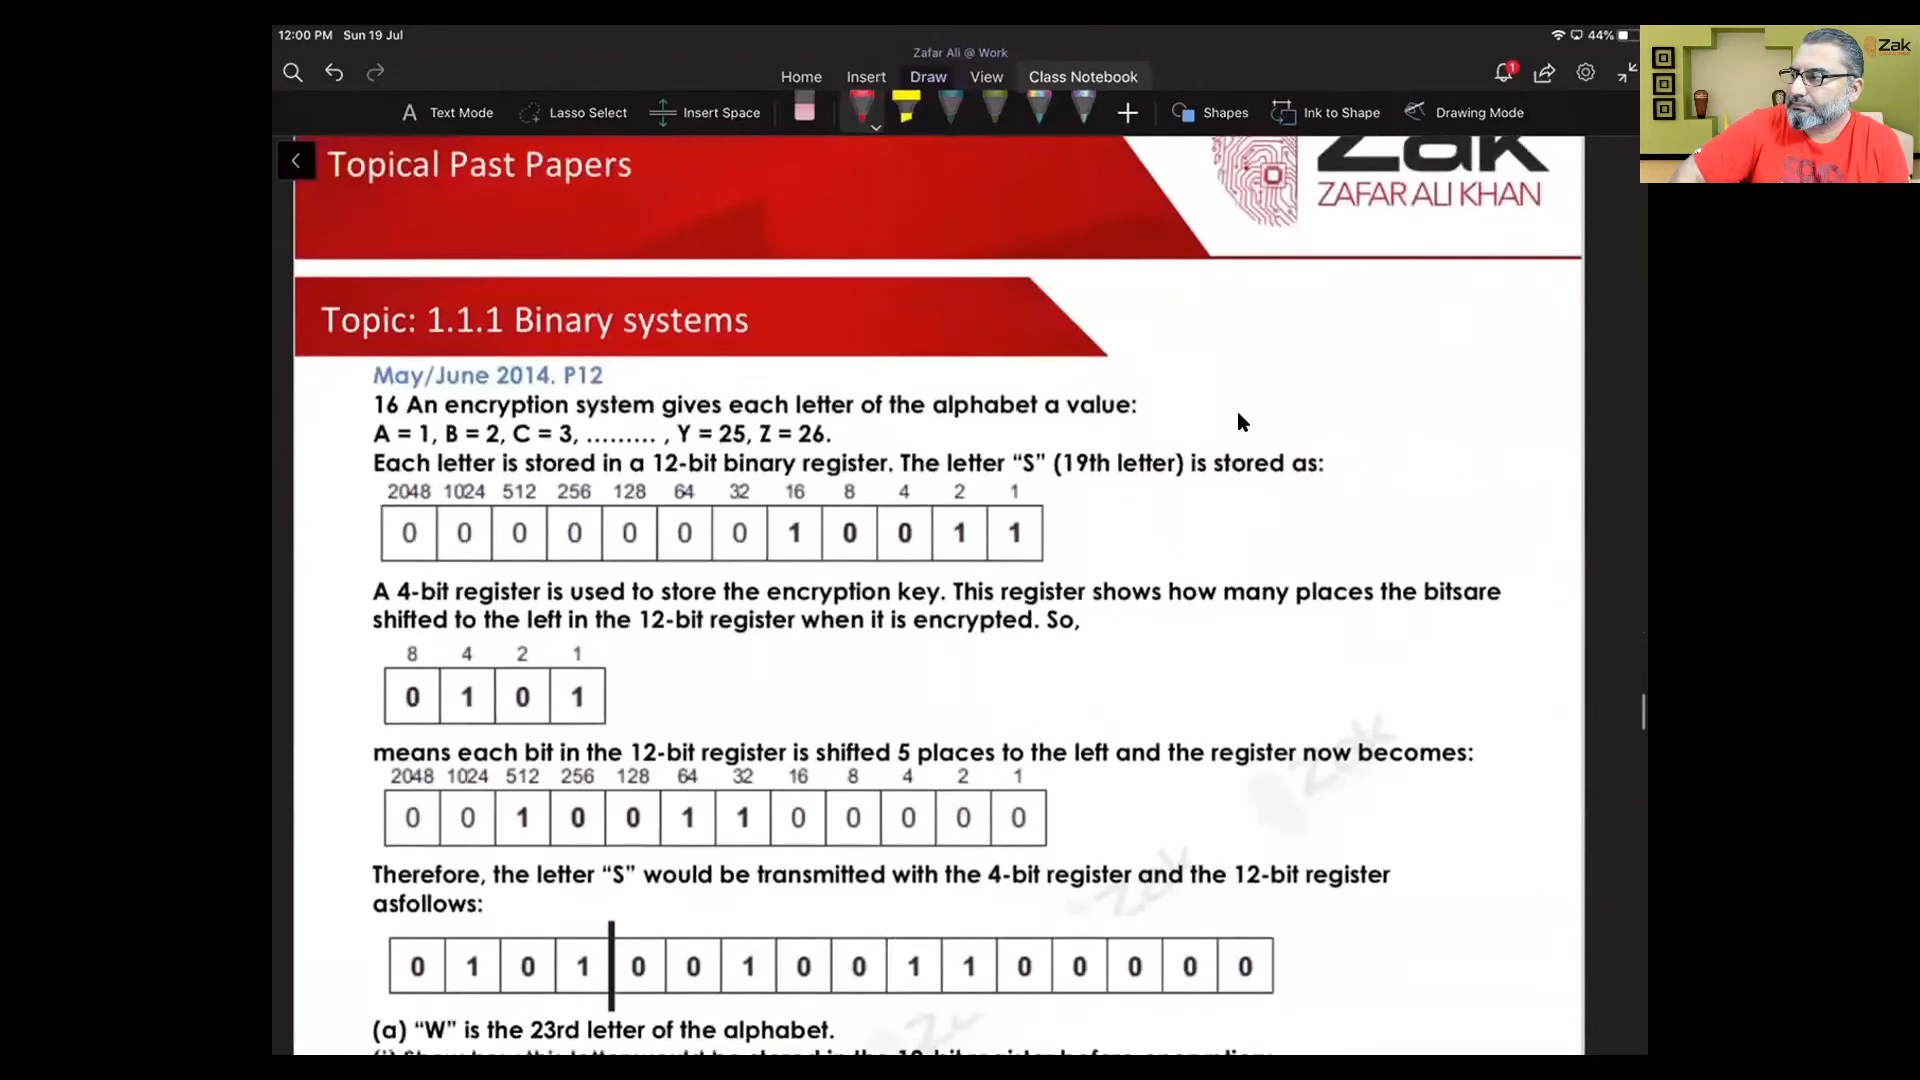 12:00 PM Sun 19 Jul
44%
Zafar Ali @ Work
Home Insert Draw View Class Notebook
1
Text Mode Lasso Select Insert Space Shapes Ink to Shape Drawing Mode
Zak
Topical Past Papers
Zak
ZAFAR ALI KHAN
Topic: 1.1.1 Binary systems
May/June 2014. P12
16 An encryption system gives each letter of the alphabet a value:
A = 1, B = 2, C = 3, ......... , Y = 25, Z = 26.
Each letter is stored in a 12-bit binary register. The letter “S” (19th letter) is stored as:
2048 1024 512 256 128 64 32 16 8 4 2 1
0 0 0 0 0 0 0 1 0 0 1 1
A 4-bit register is used to store the encryption key. This register shows how many places the bitsare
shifted to the left in the 12-bit register when it is encrypted. So,
8 4 2 1
0 1 0 1
means each bit in the 12-bit register is shifted 5 places to the left and the register now becomes:
2048 1024 512 256 128 64 32 16 8 4 2 1
0 0 1 0 0 1 1 0 0 0 0 0
Therefore, the letter “S” would be transmitted with the 4-bit register and the 12-bit register
asfollows:
0 1 0 1 0 0 1 0 0 1 1 0 0 0 0 0
(a) “W” is the 23rd letter of the alphabet.
Zak
Zak
Zak